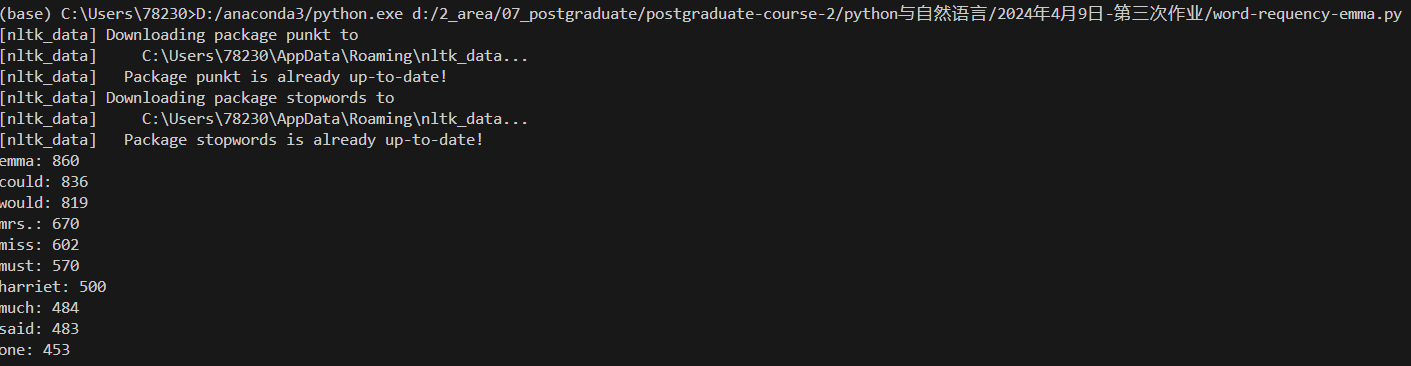 (base) C:\Users\78230>D:/anaconda3/python.exe d:/2_area/07_postgraduate/postgraduate-course-2/python与自然语言/2024年4月9日-第三次作业/word-requency-emma.py
[nltk_data] Downloading package punkt to
[nltk_data]     C:\Users\78230\AppData\Roaming\nltk_data...
[nltk_data]   Package punkt is already up-to-date!
[nltk_data] Downloading package stopwords to
[nltk_data]     C:\Users\78230\AppData\Roaming\nltk_data...
[nltk_data]   Package stopwords is already up-to-date!
emma: 860
could: 836
would: 819
mrs.: 670
miss: 602
must: 570
harriet: 500
much: 484
said: 483
one: 453